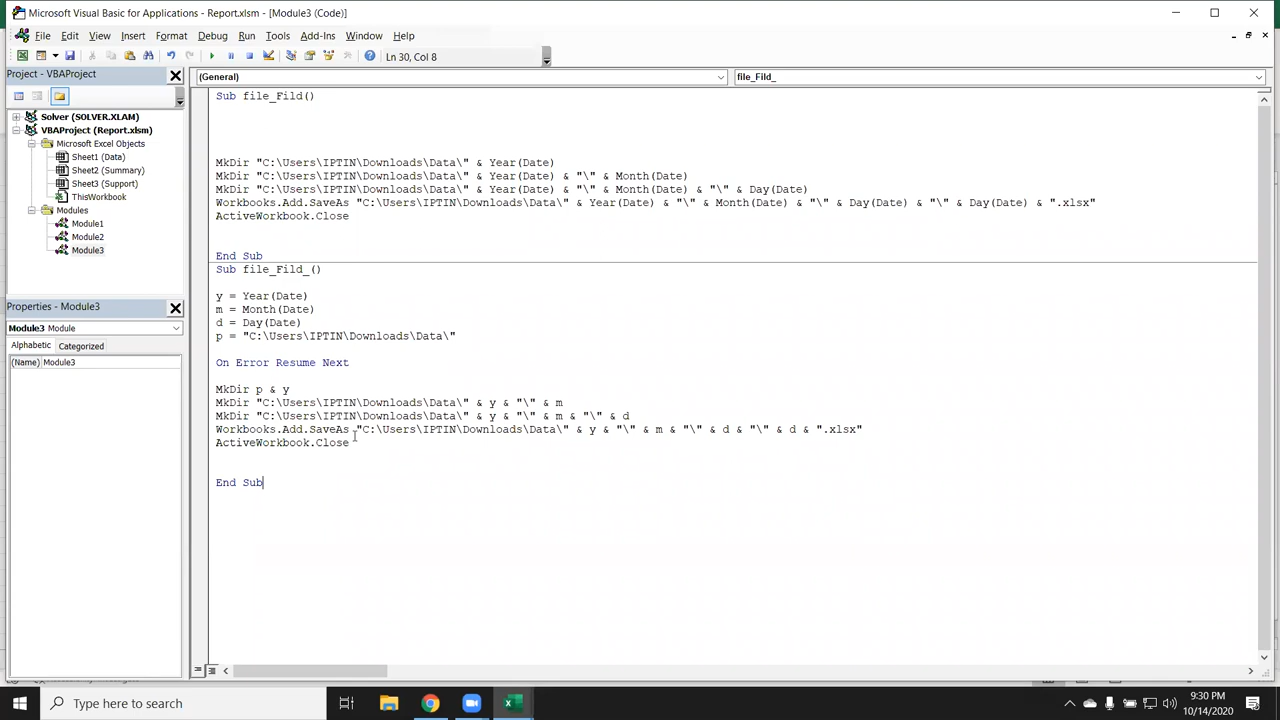 Microsoft Visual Basic for Applications - Report.xlsm - [Module3 (Code)]
File Edit View Insert Format Debug Run Tools Add-Ins Window Help
Ln 30, Col 8
Project - VBAProject
Solver (SOLVER.XLAM)
VBAProject (Report.xlsm)
Microsoft Excel Objects
Sheet1 (Data)
Sheet2 (Summary)
Sheet3 (Support)
ThisWorkbook
Modules
Module1
Module2
Module3
Properties - Module3
Module3 Module
Alphabetic Categorized
(Name) Module3
(General) file_Fild_
Sub file_Fild()
MkDir "C:\Users\IPTIN\Downloads\Data\" & Year(Date)
MkDir "C:\Users\IPTIN\Downloads\Data\" & Year(Date) & "\" & Month(Date)
MkDir "C:\Users\IPTIN\Downloads\Data\" & Year(Date) & "\" & Month(Date) & "\" & Day(Date)
Workbooks.Add.SaveAs "C:\Users\IPTIN\Downloads\Data\" & Year(Date) & "\" & Month(Date) & "\" & Day(Date) & "\" & Day(Date) & ".xlsx"
ActiveWorkbook.Close
End Sub
Sub file_Fild_()
y = Year(Date)
m = Month(Date)
d = Day(Date)
p = "C:\Users\IPTIN\Downloads\Data\"
On Error Resume Next
MkDir p & y
MkDir "C:\Users\IPTIN\Downloads\Data\" & y & "\" & m
MkDir "C:\Users\IPTIN\Downloads\Data\" & y & "\" & m & "\" & d
Workbooks.Add.SaveAs "C:\Users\IPTIN\Downloads\Data\" & y & "\" & m & "\" & d & "\" & d & ".xlsx"
ActiveWorkbook.Close
End Sub
Type here to search
9:30 PM
10/14/2020